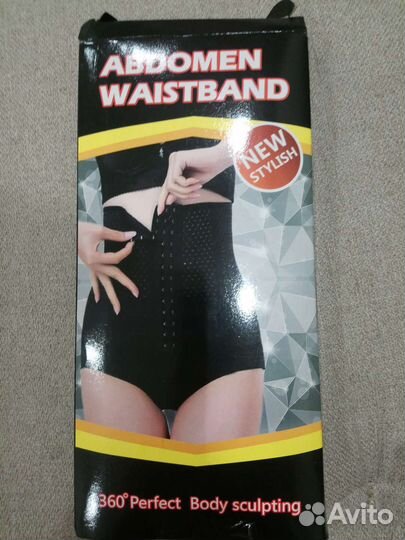 ABDOMEN
WAISTBAND
NEW
STYLISH
360° Perfect Body sculpting
Avito